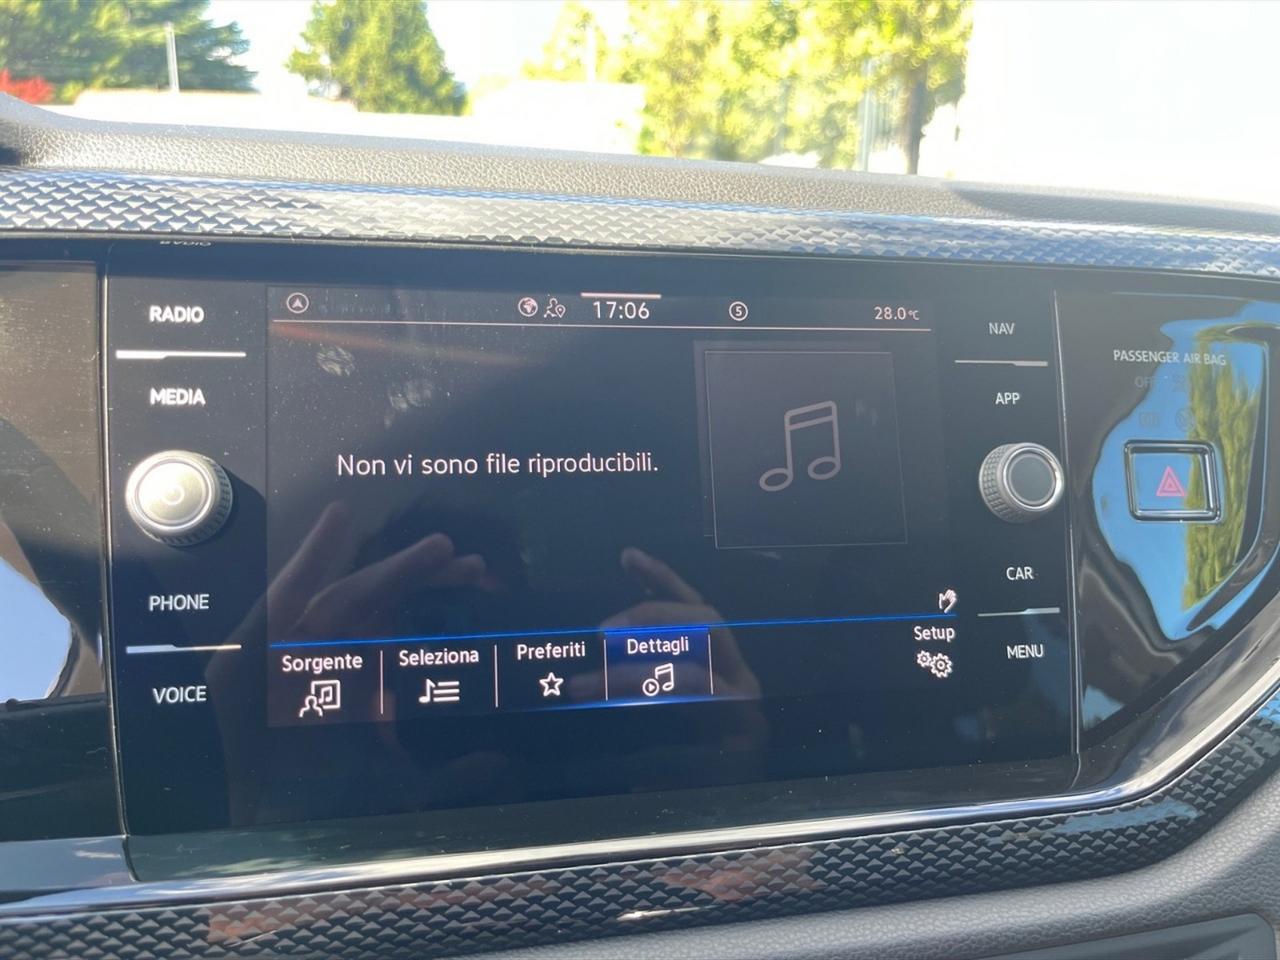 RADIO
MEDIA
PHONE
VOICE
17:06
5
28.0°C
Non vi sono file riproducibili.
Sorgente
Seleziona
Preferiti
Dettagli
Setup
NAV
APP
CAR
MENU
PASSENGER AIR BAG